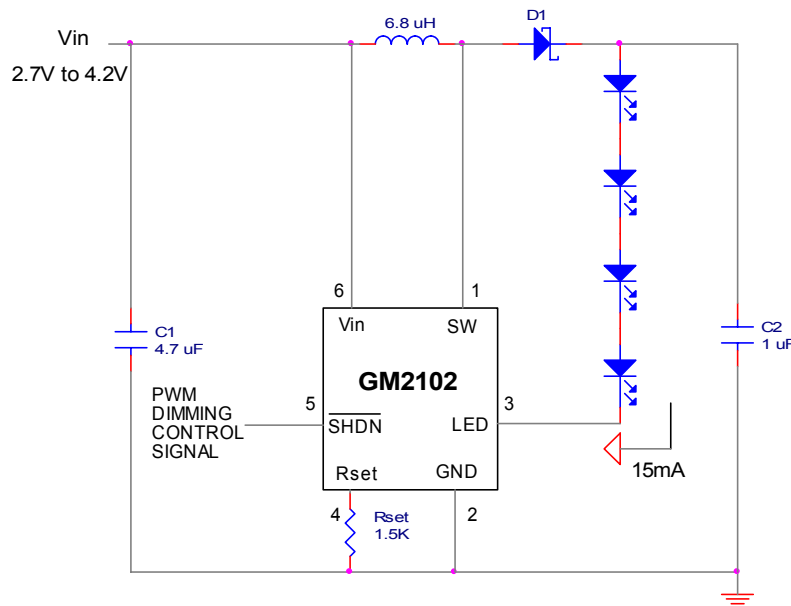 Vin
2.7V to 4.2V
6.8 uH
D1
6
1
Vin
SW
C1
4.7 uF
C2
1 uF
GM2102
PWM
DIMMING
CONTROL
SIGNAL
5
SHDN
LED
3
15mA
Rset
GND
4
2
Rset
1.5K